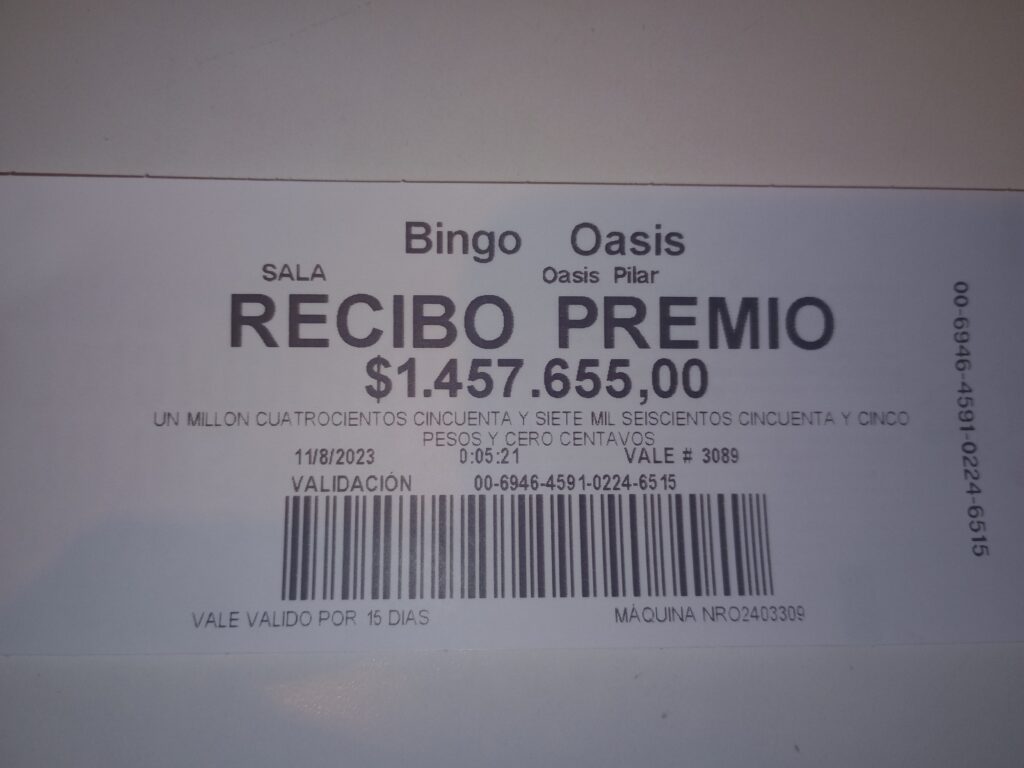 Bingo Oasis
SALA Oasis Pilar
RECIBO PREMIO
$1.457.655,00
UN MILLON CUATROCIENTOS CINCUENTA Y SIETE MIL SEISCIENTOS CINCUENTA Y CINCO
PESOS Y CERO CENTAVOS
11/8/2023 0:05:21 VALE # 3089
VALIDACIÓN 00-6946-4591-0224-6515
VALE VALIDO POR 15 DIAS MÁQUINA NRO2403309
00-6946-4591-0224-6515